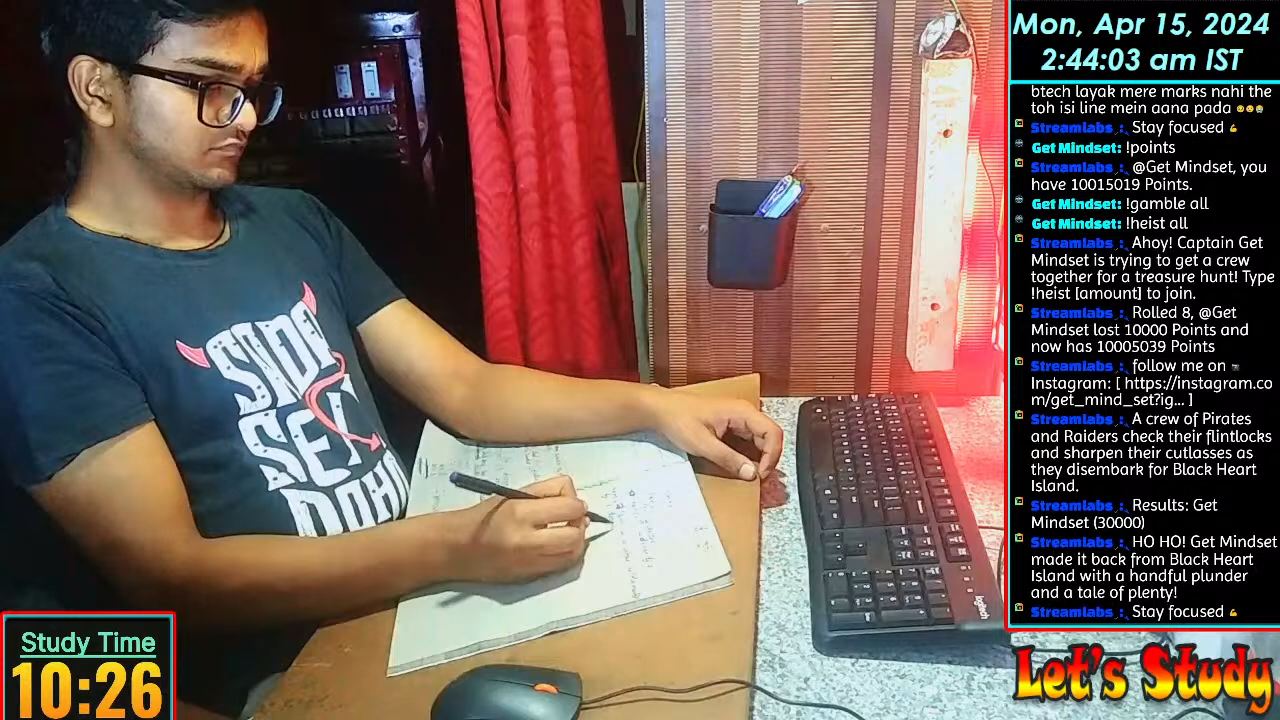 Mon, Apr 15, 2024
2:44:03 am IST
btech layak mere marks nahi the
toh isi line mein aana pada
Streamlabs : Stay focused
Get Mindset: !points
Streamlabs : @Get Mindset, you
have 10015019 Points.
Get Mindset: !gamble all
Get Mindset: !heist all
Streamlabs : Ahoy! Captain Get
Mindset is trying to get a crew
together for a treasure hunt! Type
!heist [amount] to join.
Streamlabs : Rolled 8, @Get
Mindset lost 10000 Points and
now has 10005039 Points
Streamlabs : follow me on
Instagram: [ https://instagram.co
m/get_mind_set?ig... ]
Streamlabs : A crew of Pirates
and Raiders check their flintlocks
and sharpen their cutlasses as
they disembark for Black Heart
Island.
Streamlabs : Results: Get
Mindset (30000)
Streamlabs : HO HO! Get Mindset
made it back from Black Heart
Island with a handful plunder
and a tale of plenty!
Streamlabs : Stay focused
Let's Study
Study Time
10:26
logitech